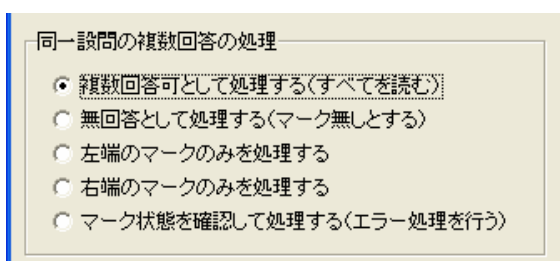 同一設問の複数回答の処理
複数回答可として処理する(すべてを読む)
無回答として処理する(マーク無しとする)
左端のマークのみを処理する
右端のマークのみを処理する
マーク状態を確認して処理する(エラー処理を行う)